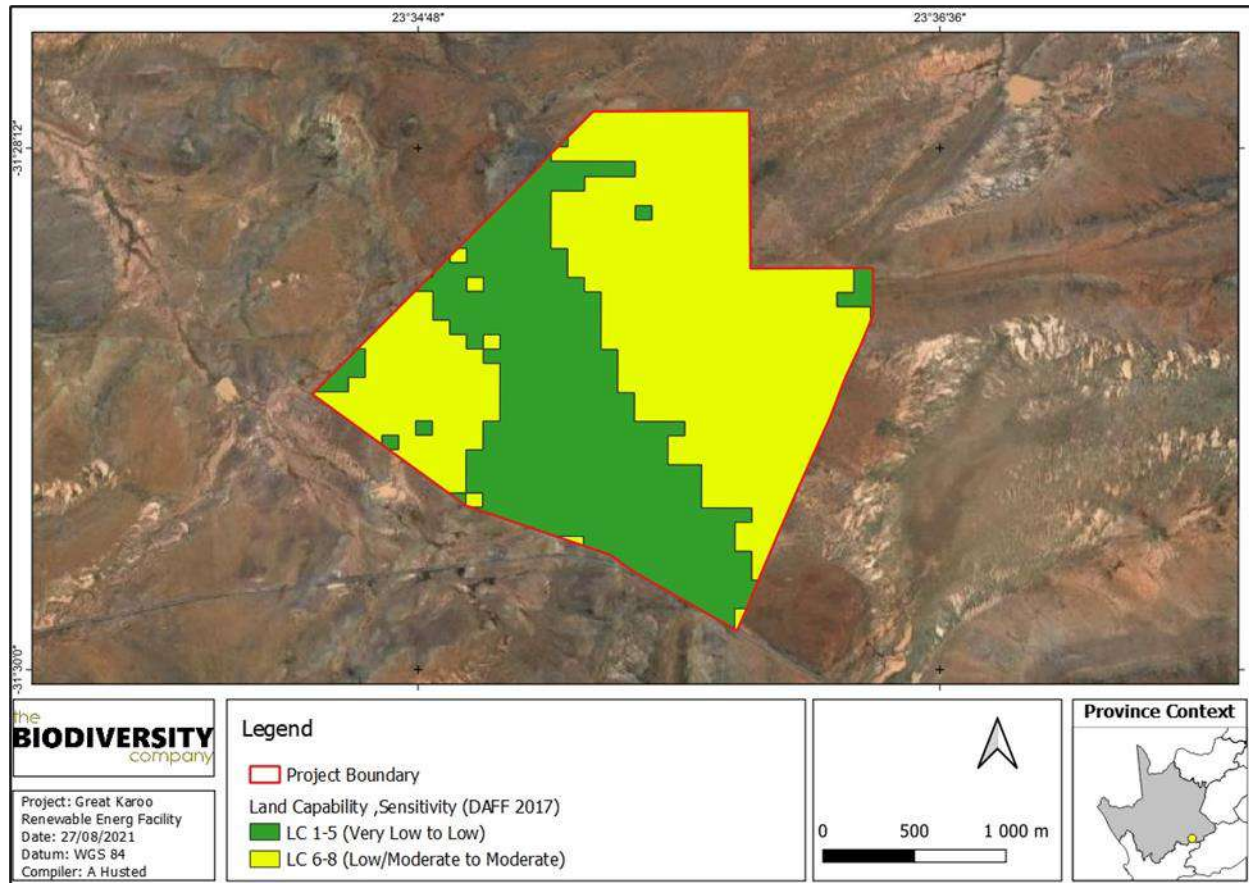 23°34'48"
23°36'36"
-31°28'12"
-31°30'0"
the
BIODIVERSITY
company
Project: Great Karoo
Renewable Energ Facility
Date: 27/08/2021
Datum: WGS 84
Compiler: A Husted
Legend
Project Boundary
Land Capability ,Sensitivity (DAFF 2017)
LC 1-5 (Very Low to Low)
LC 6-8 (Low/Moderate to Moderate)
0 500 1 000 m
Province Context